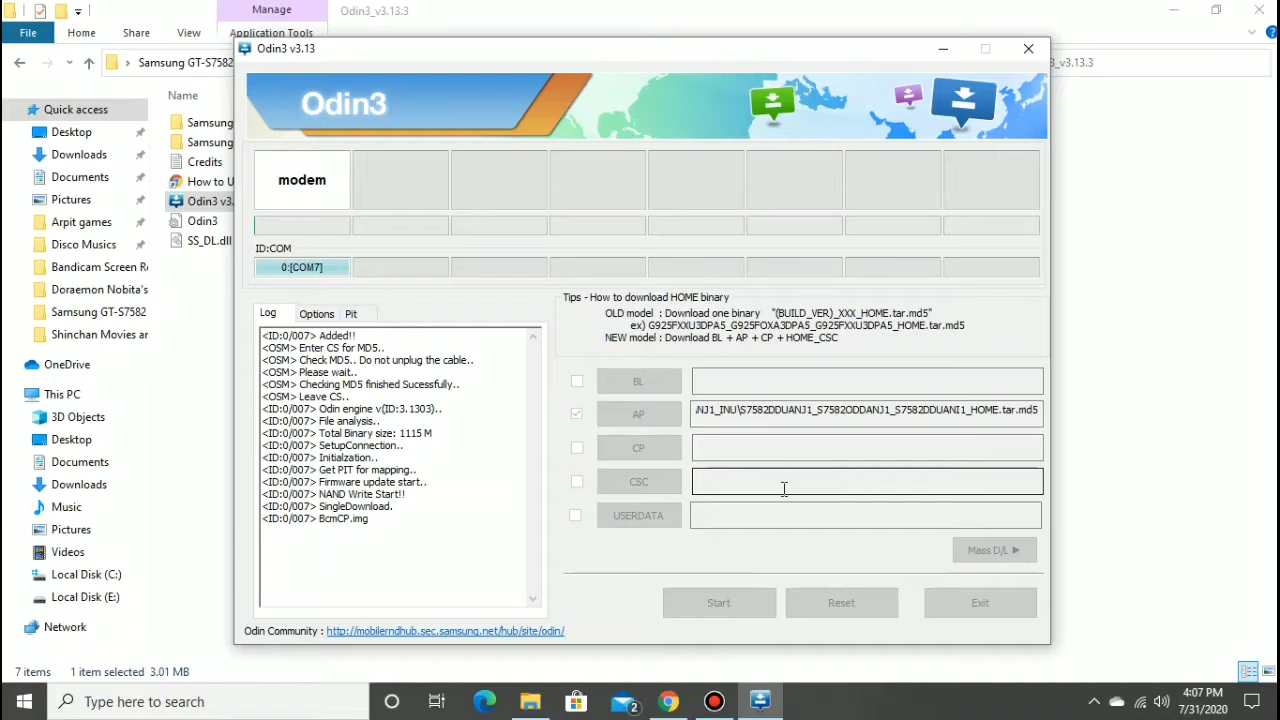 Manage
Odin3_v3.13.3
File
Home
Share
View
Application Tools
Samsung GT-S7582
3_v3.13.3
Quick access
Desktop
Downloads
Documents
Pictures
Arpit games
Disco Musics
Bandicam Screen Re
Doraemon Nobita's
Samsung GT-S7582
Shinchan Movies ar
OneDrive
This PC
3D Objects
Desktop
Documents
Downloads
Music
Pictures
Videos
Local Disk (C:)
Local Disk (E:)
Network
Name
Samsung
Samsung
Credits
How to U
Odin3 v3.
Odin3
SS_DL.dll
Odin3 v3.13
Odin3
modem
ID:COM
0:[COM7]
Log
Options
Pit
<ID:0/007> Added!!
<OSM> Enter CS for MD5..
<OSM> Check MD5.. Do not unplug the cable..
<OSM> Please wait..
<OSM> Checking MD5 finished Sucessfully..
<OSM> Leave CS..
<ID:0/007> Odin engine v(ID:3.1303)..
<ID:0/007> File analysis..
<ID:0/007> Total Binary size: 1115 M
<ID:0/007> SetupConnection..
<ID:0/007> Initialzation..
<ID:0/007> Get PIT for mapping..
<ID:0/007> Firmware update start..
<ID:0/007> NAND Write Start!!
<ID:0/007> SingleDownload.
<ID:0/007> BcmCP.img
Tips - How to download HOME binary
OLD model : Download one binary "(BUILD_VER)_XXX_HOME.tar.md5"
ex) G925FXXU3DPA5_G925FOXA3DPA5_G925FXXU3DPA5_HOME.tar.md5
NEW model : Download BL + AP + CP + HOME_CSC
BL
AP
NJ1_INU\S7582DDUANJ1_S7582ODDANJ1_S7582DDUANI1_HOME.tar.md5
CP
CSC
USERDATA
Mass D/L ▶
Start
Reset
Exit
Odin Community : http://mobilerndhub.sec.samsung.net/hub/site/odin/
7 items
1 item selected 3.01 MB
Type here to search
2
4:07 PM
7/31/2020